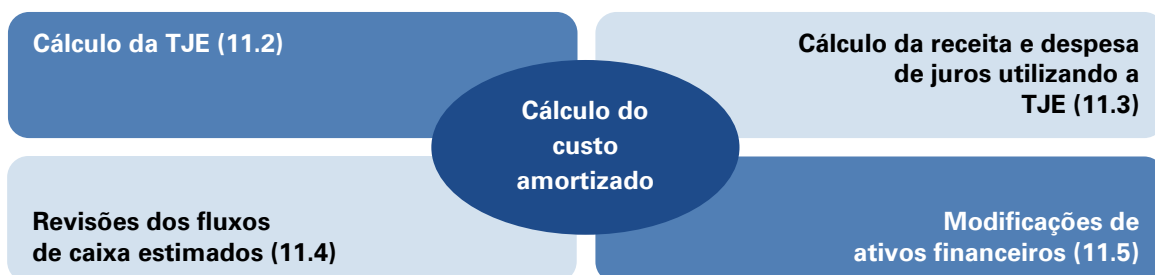 Cálculo da TJE (11.2)
Cálculo da receita e despesa
de juros utilizando a
TJE (11.3)
Cálculo do
custo
amortizado
Revisões dos fluxos
de caixa estimados (11.4)
Modificações de
ativos financeiros (11.5)